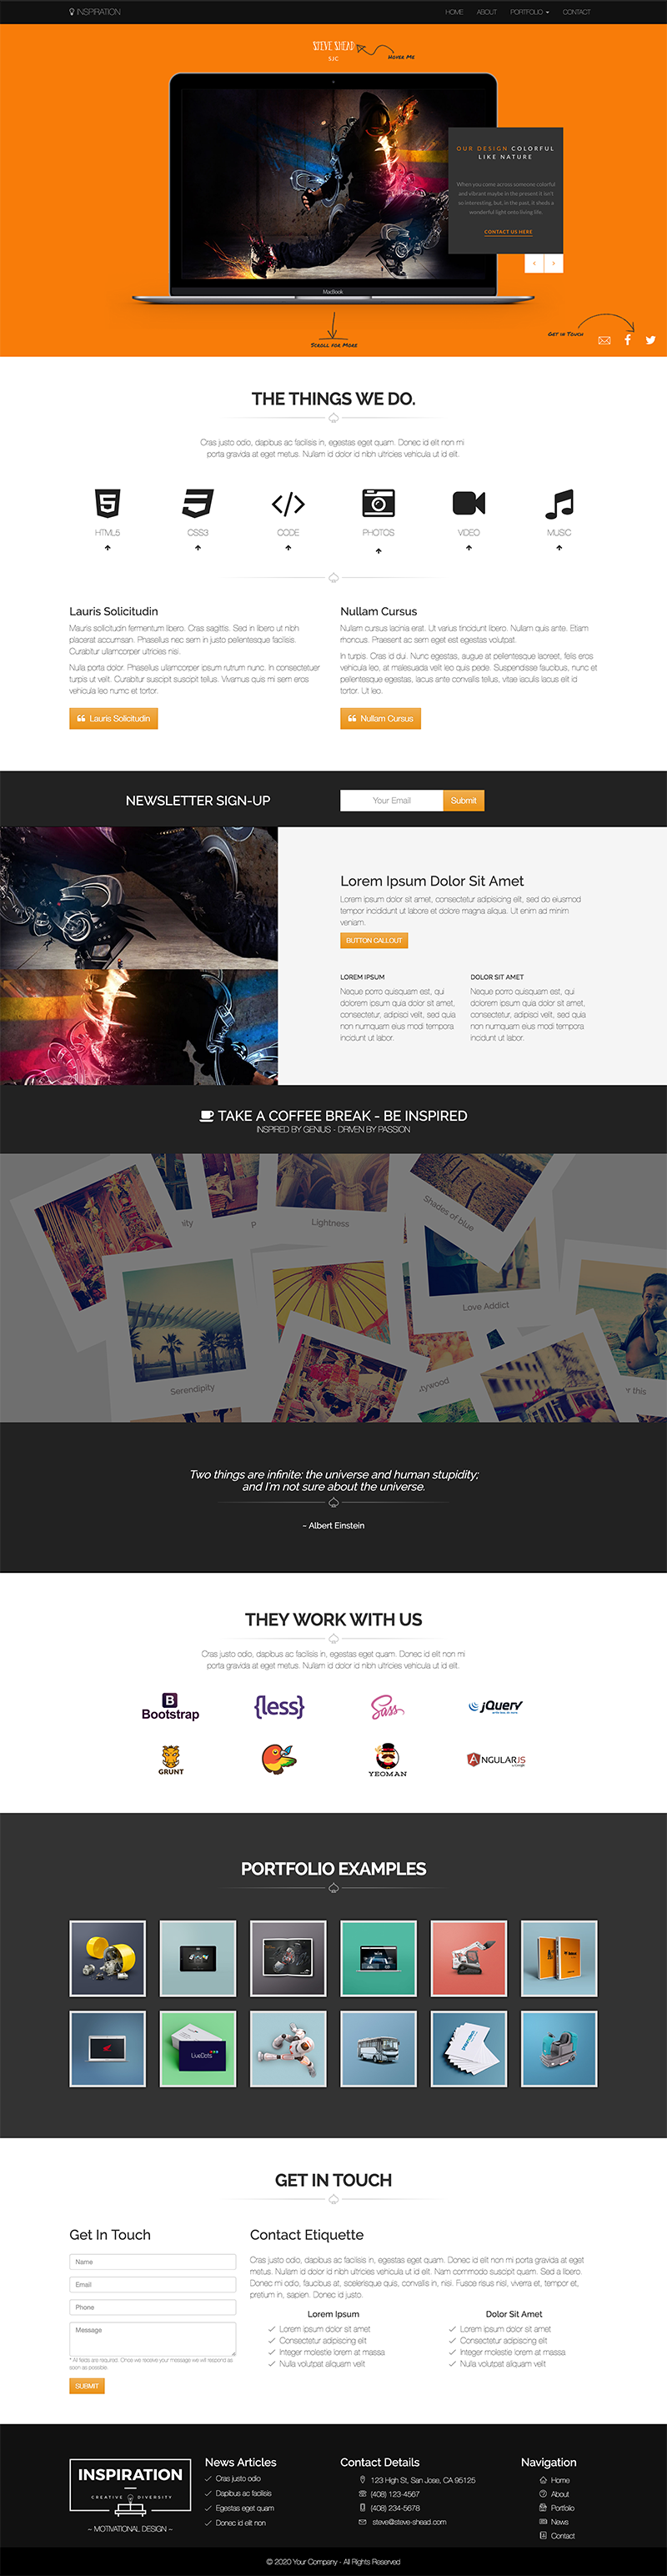 INSPIRATION
HOME ABOUT PORTFOLIO CONTACT
STEVE SHEAD
SJC
Hover Me
OUR DESIGN COLORFUL
LIKE NATURE
When you come across someone colorful
and vibrant maybe in the present it isn't
so interesting, but, in the past, it sheds a
wonderful light onto living life.
CONTACT US HERE
MacBook
Scroll for More
Get in Touch
THE THINGS WE DO.
Cras justo odio, dapibus ac facilisis in, egestas eget quam. Donec id elit non mi
porta gravida at eget metus. Nullam id dolor id nibh ultricies vehicula ut id elit.
HTML5 CSS3 CODE PHOTOS VIDEO MUSIC
Lauris Solicitudin
Mauris solicitudin fermentum libero. Cras sagittis. Sed in libero ut nibh
placerat accumsan. Phasellus nec sem in justo pellentesque facilisis.
Curabitur ullamcorper ultricies nisi.
Nulla porta dolor. Phasellus ullamcorper ipsum rutrum nunc. In consectetuer
turpis ut velit. Curabitur suscipit suscipit tellus. Vivamus quis mi sem eros
vehicula leo numc et tortor.
Lauris Solicitudin
Nullam Cursus
Nullam cursus lacinia erat. Ut varius tincidunt libero. Nullam quis ante. Etiam
rhoncus. Praesent ac sem eget est egestas volutpat.
In turpis. Cras id dui. Nunc egestas, augue at pellentesque laoreet, felis eros
vehicula leo, at malesuada velit leo quis pede. Suspendisse faucibus, nunc et
pellentesque egestas, lacus ante convallis tellus, vitae iaculis lacus elit id
tortor. Ut leo.
Nullam Cursus
NEWSLETTER SIGN-UP
Your Email
Submit
Lorem Ipsum Dolor Sit Amet
Lorem ipsum dolor sit amet, consectetur adipisicing elit, sed do eiusmod
tempor incididunt ut labore et dolore magna aliqua. Ut enim ad minim
veniam.
BUTTON CALLOUT
LOREM IPSUM
Neque porro quisquam est, qui
dolorem ipsum quia dolor sit amet,
consectetur, adipisci velit, sed quia
non numquam eius modi tempora
incidunt ut labor.
DOLOR SIT AMET
Neque porro quisquam est, qui
dolorem ipsum quia dolor sit amet,
consectetur, adipisci velit, sed quia
non numquam eius modi tempora
incidunt ut labor.
TAKE A COFFEE BREAK - BE INSPIRED
INSPIRED BY GENIUS - DRIVEN BY PASSION
Lightness
Shades of blue
Love Addict
Serendipity
this
Two things are infinite: the universe and human stupidity;
and I'm not sure about the universe.
~ Albert Einstein
THEY WORK WITH US
Cras justo odio, dapibus ac facilisis in, egestas eget quam. Donec id elit non mi
porta gravida at eget metus. Nullam id dolor id nibh ultricies vehicula ut id elit.
B
Bootstrap
{less}
Sass
jQuery
write less, do more.
GRUNT
YEOMAN
ANGULARJS
by Google
PORTFOLIO EXAMPLES
LiveDots
GET IN TOUCH
Get In Touch
Name
Email
Phone
Message
* All fields are required. Once we receive your message we will respond as
soon as possible.
SUBMIT
Contact Etiquette
Cras justo odio, dapibus ac facilisis in, egestas eget quam. Donec id elit non mi porta gravida at eget
metus. Nullam id dolor id nibh ultricies vehicula ut id elit. Nam commodo suscipit quam. Sed a libero.
Donec mi odio, faucibus at, scelerisque quis, convallis in, nisi. Fusce risus nisl, viverra et, tempor et,
pretium in, sapien. Donec id justo.
Lorem Ipsum
Lorem ipsum dolor sit amet
Consectetur adipiscing elit
Integer molestie lorem at massa
Nulla volutpat aliquam velit
Dolor Sit Amet
Lorem ipsum dolor sit amet
Consectetur adipiscing elit
Integer molestie lorem at massa
Nulla volutpat aliquam velit
INSPIRATION
CREATIVE DIVERSITY
~ MOTIVATIONAL DESIGN ~
News Articles
Cras justo odio
Dapibus ac facilisis
Egestas eget quam
Donec id elit non
Contact Details
123 High St, San Jose, CA 95125
(408) 123-4567
(408) 234-5678
steve@steve-shead.com
Navigation
Home
About
Portfolio
News
Contact
© 2020 Your Company - All Rights Reserved